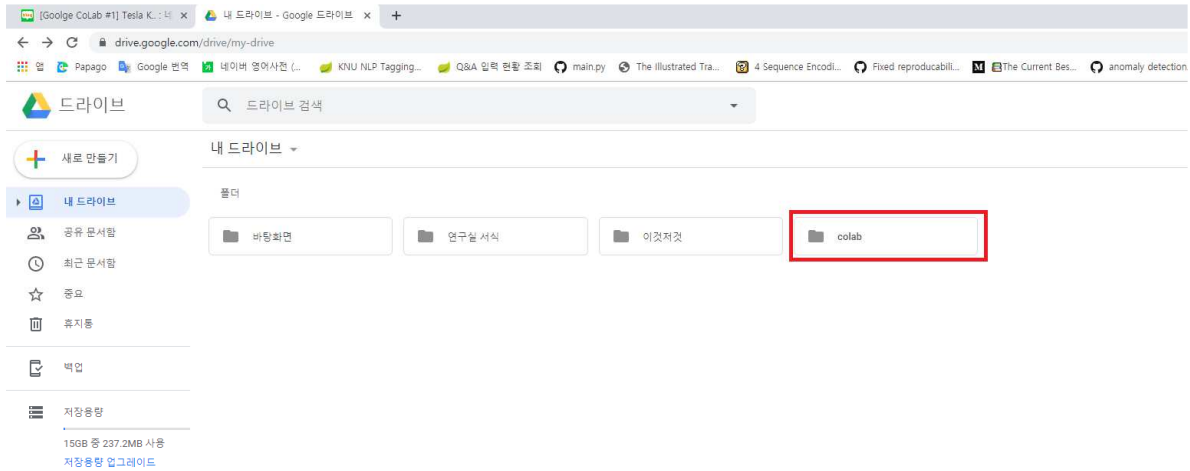 [Goolge CoLab #1] Tesla K.. : 네
내 드라이브 - Google 드라이브
drive.google.com/drive/my-drive
앱 Papago Google 번역 네이버 영어사전 (... KNU NLP Tagging... Q&A 입력 현황 조회 main.py The Illustrated Tra... 4 Sequence Encodi... Fixed reproducabili... The Current Bes... anomaly detection
드라이브
드라이브 검색
새로 만들기
내 드라이브
내 드라이브
공유 문서함
최근 문서함
중요
휴지통
백업
저장용량
15GB 중 237.2MB 사용
저장용량 업그레이드
폴더
바탕화면
연구실 서식
이것저것
colab